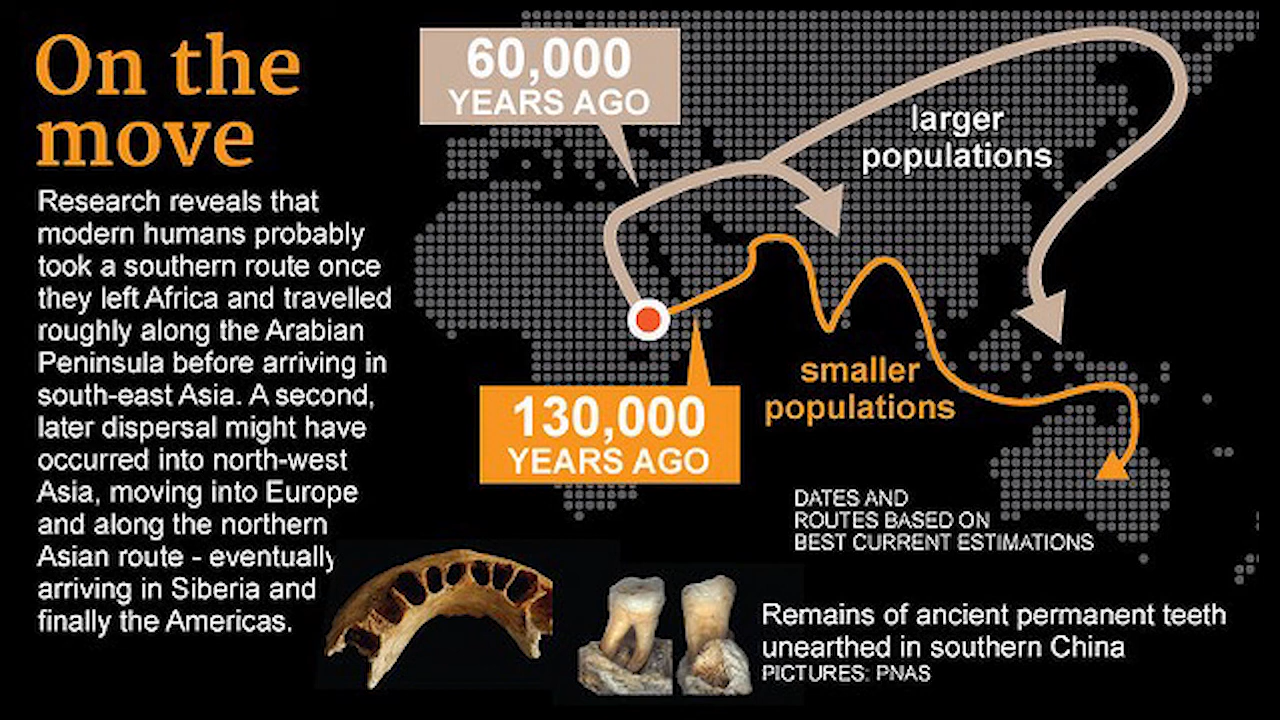 On the
move
Research reveals that
modern humans probably
took a southern route once
they left Africa and travelled
roughly along the Arabian
Peninsula before arriving in
south-east Asia. A second,
later dispersal might have
occurred into north-west
Asia, moving into Europe
and along the northern
Asian route - eventually
arriving in Siberia and
finally the Americas.
60,000
YEARS AGO
larger
populations
130,000
YEARS AGO
smaller
populations
DATES AND
ROUTES BASED ON
BEST CURRENT ESTIMATIONS
Remains of ancient permanent teeth
unearthed in southern China
PICTURES: PNAS